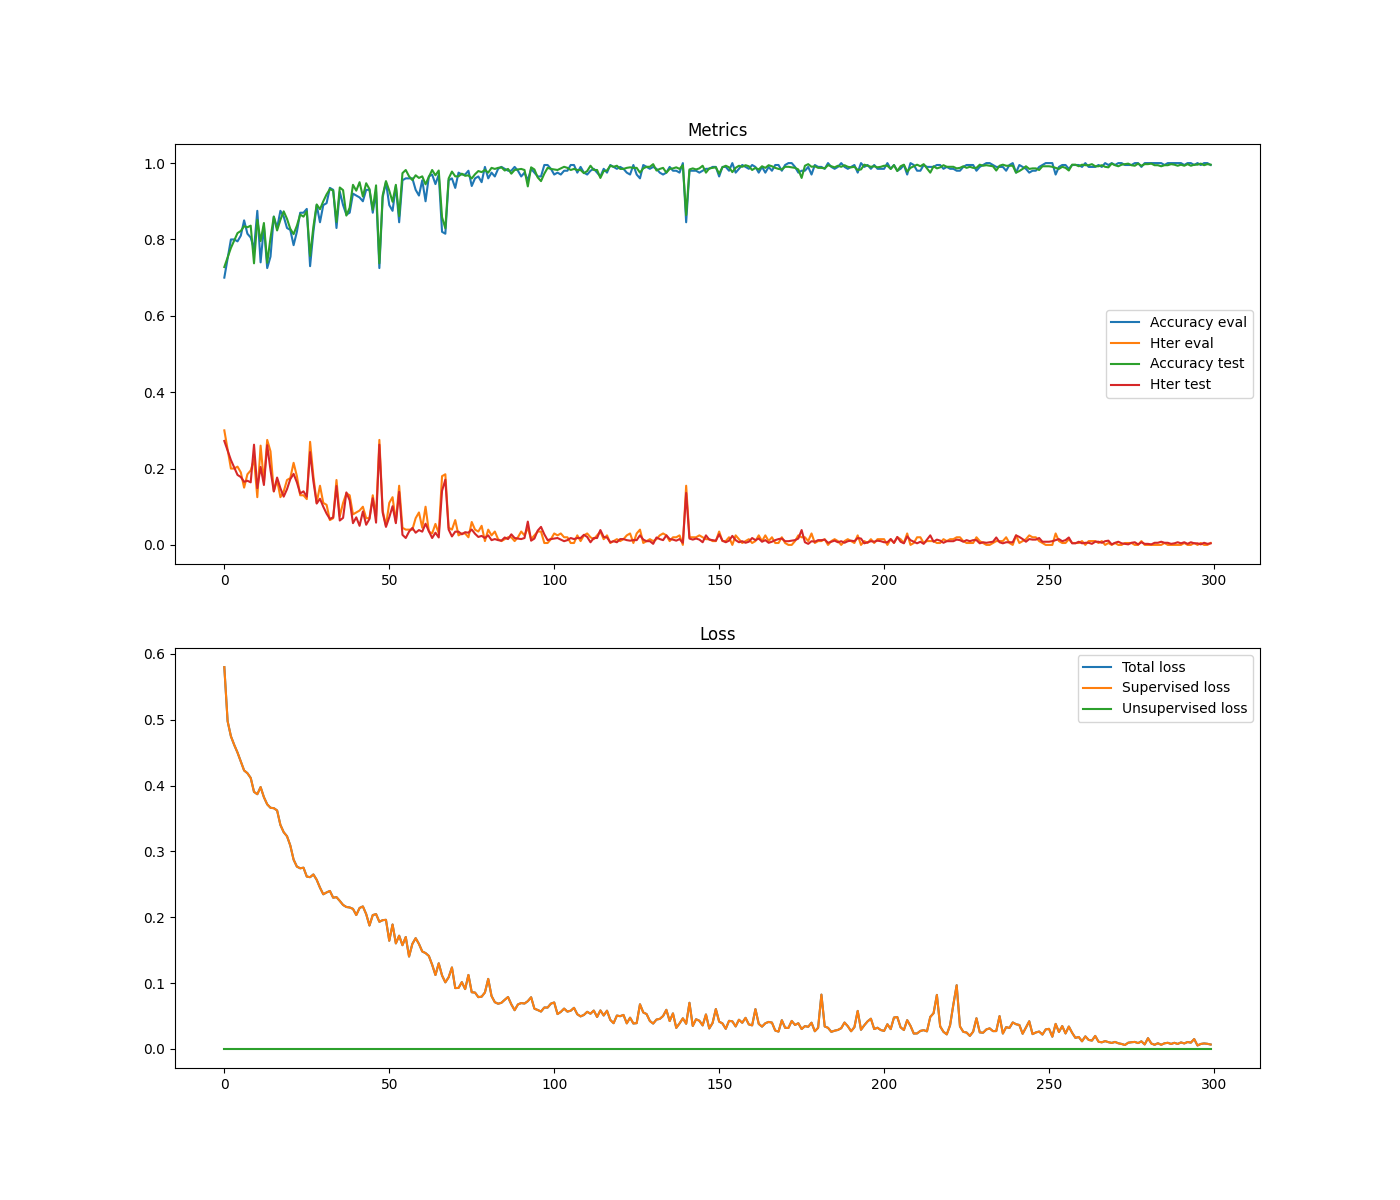 Metrics
1.0
0.8
0.6
0.4
0.2
0.0
Accuracy eval
Hter eval
Accuracy test
Hter test
0 50 100 150 200 250 300
Loss
0.6
0.5
0.4
0.3
0.2
0.1
0.0
Total loss
Supervised loss
Unsupervised loss
0 50 100 150 200 250 300